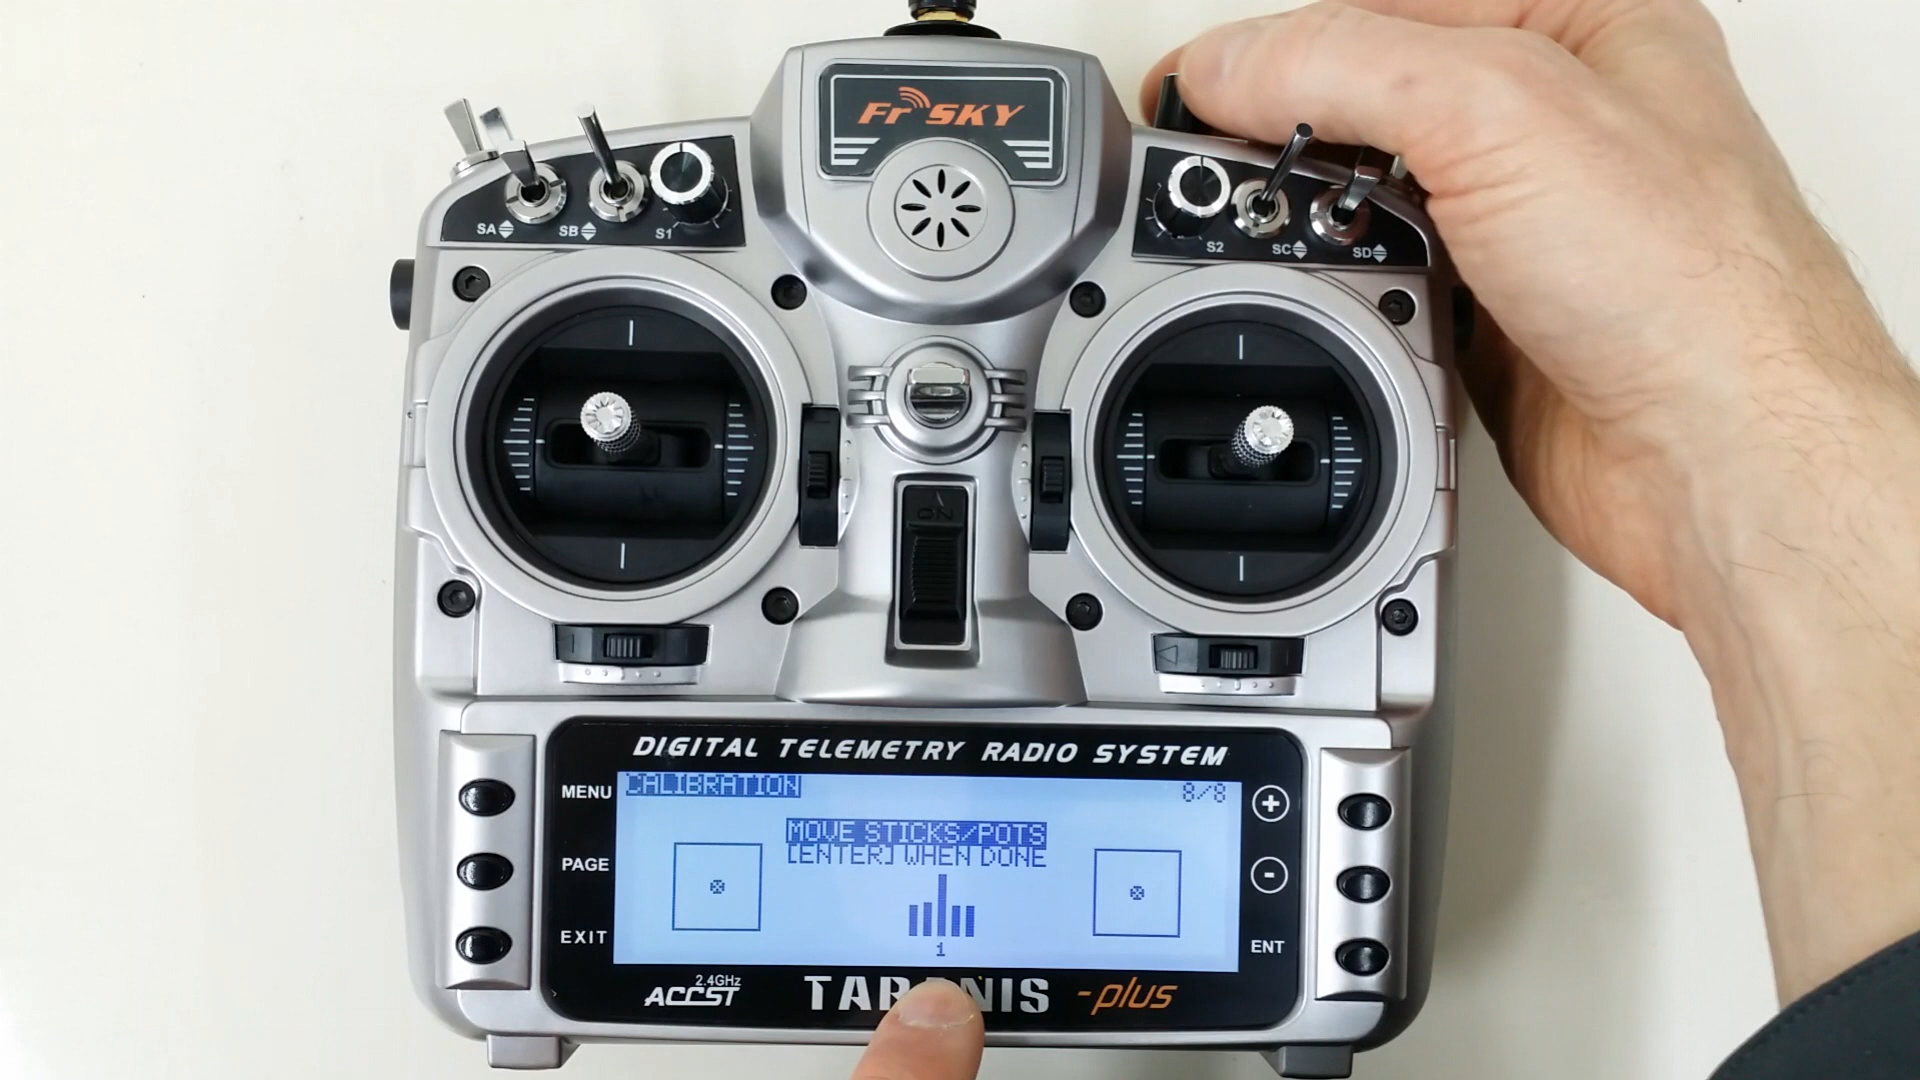 FrSKY
SA SB S1
S2 SC SD
ON
DIGITAL TELEMETRY RADIO SYSTEM
MENU
PAGE
EXIT
CALIBRATION 8/8
MOVE STICKS/POTS
[ENTER] WHEN DONE
1
+
-
ENT
2.4GHz
ACCST
TARANIS -plus